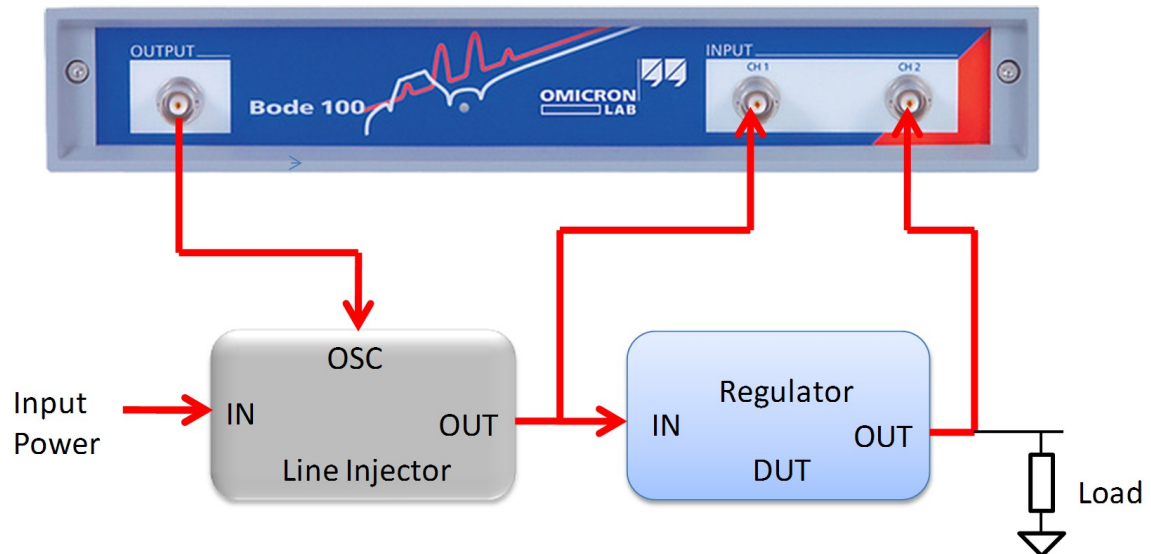 OUTPUT
Bode 100
OMICRON
LAB
INPUT
CH 1
CH 2
OSC
Input
Power
IN
OUT
Line Injector
Regulator
IN
OUT
DUT
Load